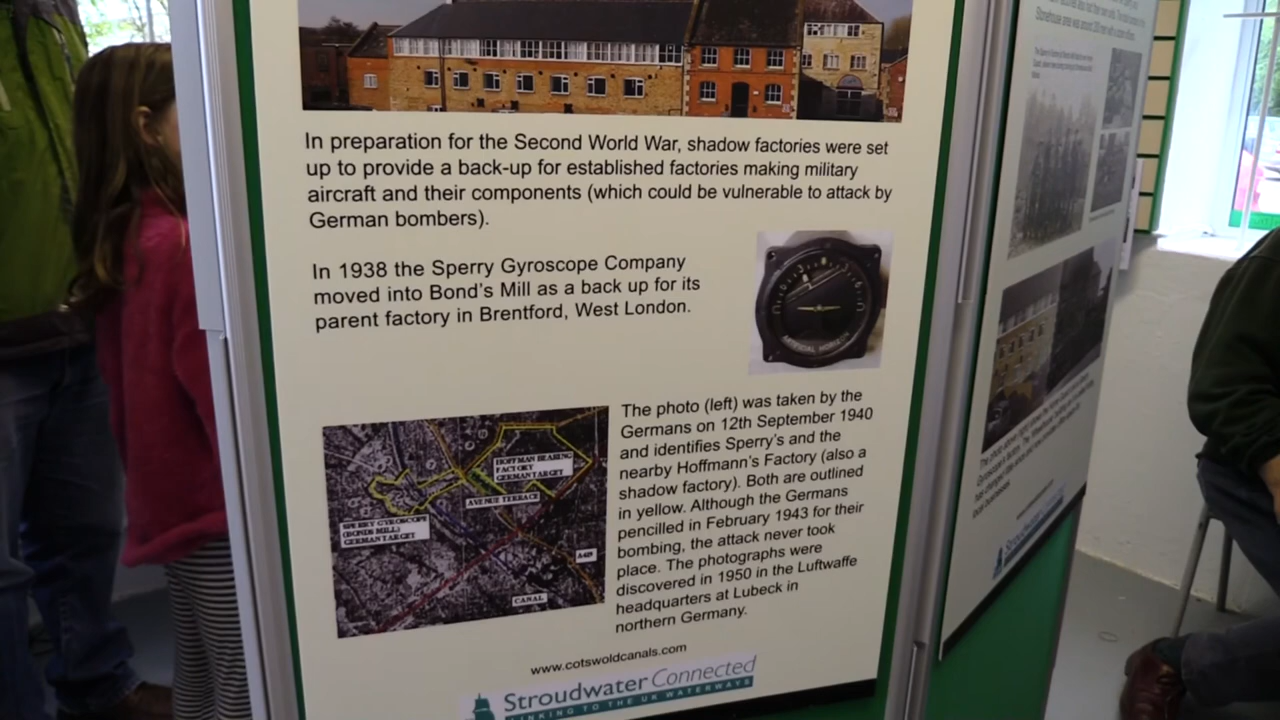 In preparation for the Second World War, shadow factories were set
up to provide a back-up for established factories making military
aircraft and their components (which could be vulnerable to attack by
German bombers).
In 1938 the Sperry Gyroscope Company
moved into Bond's Mill as a back up for its
parent factory in Brentford, West London.
ARTIFICIAL HORIZON
The photo (left) was taken by the
Germans on 12th September 1940
and identifies Sperry's and the
nearby Hoffmann's Factory (also a
shadow factory). Both are outlined
in yellow. Although the Germans
pencilled in February 1943 for their
bombing, the attack never took
place. The photographs were
discovered in 1950 in the Luftwaffe
headquarters at Lubeck in
northern Germany.
HOFFMAN BEARING
FACTORY
GERMAN TARGET
AVENUE TERRACE
SPERRY GYROSCOPE
(BONDS MILL)
GERMAN TARGET
A419
CANAL
www.cotswoldcanals.com
Stroudwater Connected
LINKING TO THE UK WATERWAYS
Stroudwater Connected